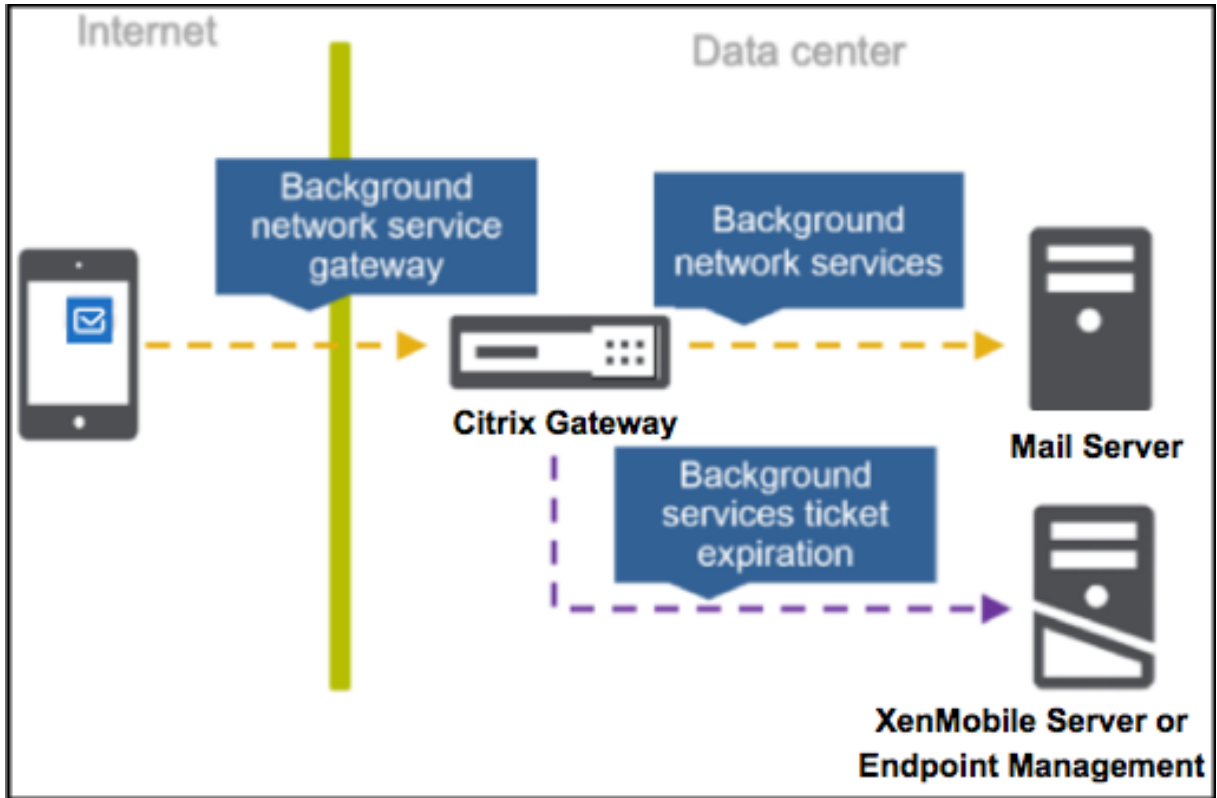 Internet
Data center
Background
network service
gateway
Background
network services
Citrix Gateway
Mail Server
Background
services ticket
expiration
XenMobile Server or
Endpoint Management